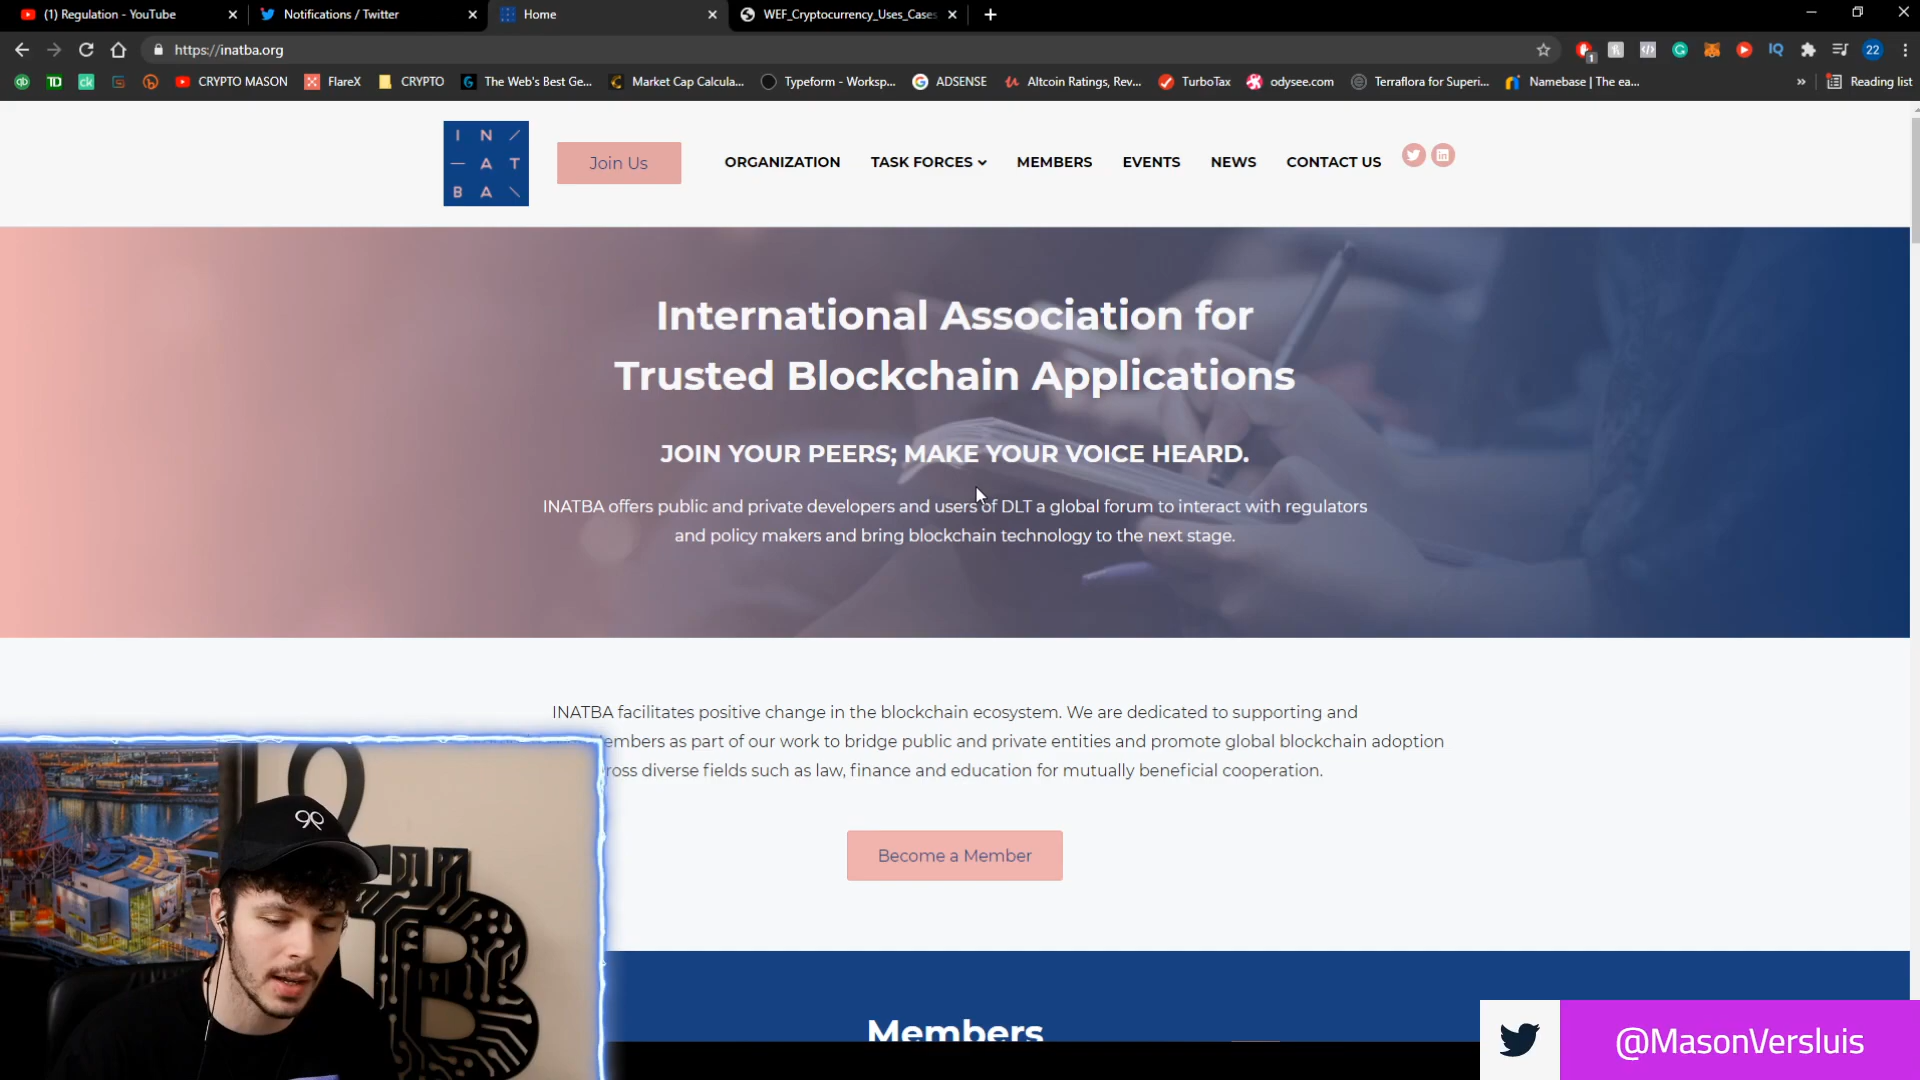 (1) Regulation - YouTube
Notifications / Twitter
Home
WEF_Cryptocurrency_Uses_Cases
https://inatba.org
22
TD
ck
CRYPTO MASON
FlareX
CRYPTO
The Web's Best Ge...
Market Cap Calcula...
Typeform - Worksp...
ADSENSE
Altcoin Ratings, Rev...
TurboTax
odysee.com
Terraflora for Superi...
Namebase | The ea...
»
Reading list
I N /
— A T
B A \
Join Us
ORGANIZATION
TASK FORCES
MEMBERS
EVENTS
NEWS
CONTACT US
International Association for
Trusted Blockchain Applications
JOIN YOUR PEERS; MAKE YOUR VOICE HEARD.
INATBA offers public and private developers and users of DLT a global forum to interact with regulators
and policy makers and bring blockchain technology to the next stage.
INATBA facilitates positive change in the blockchain ecosystem. We are dedicated to supporting and
members as part of our work to bridge public and private entities and promote global blockchain adoption
ross diverse fields such as law, finance and education for mutually beneficial cooperation.
Become a Member
Members
@MasonVersluis